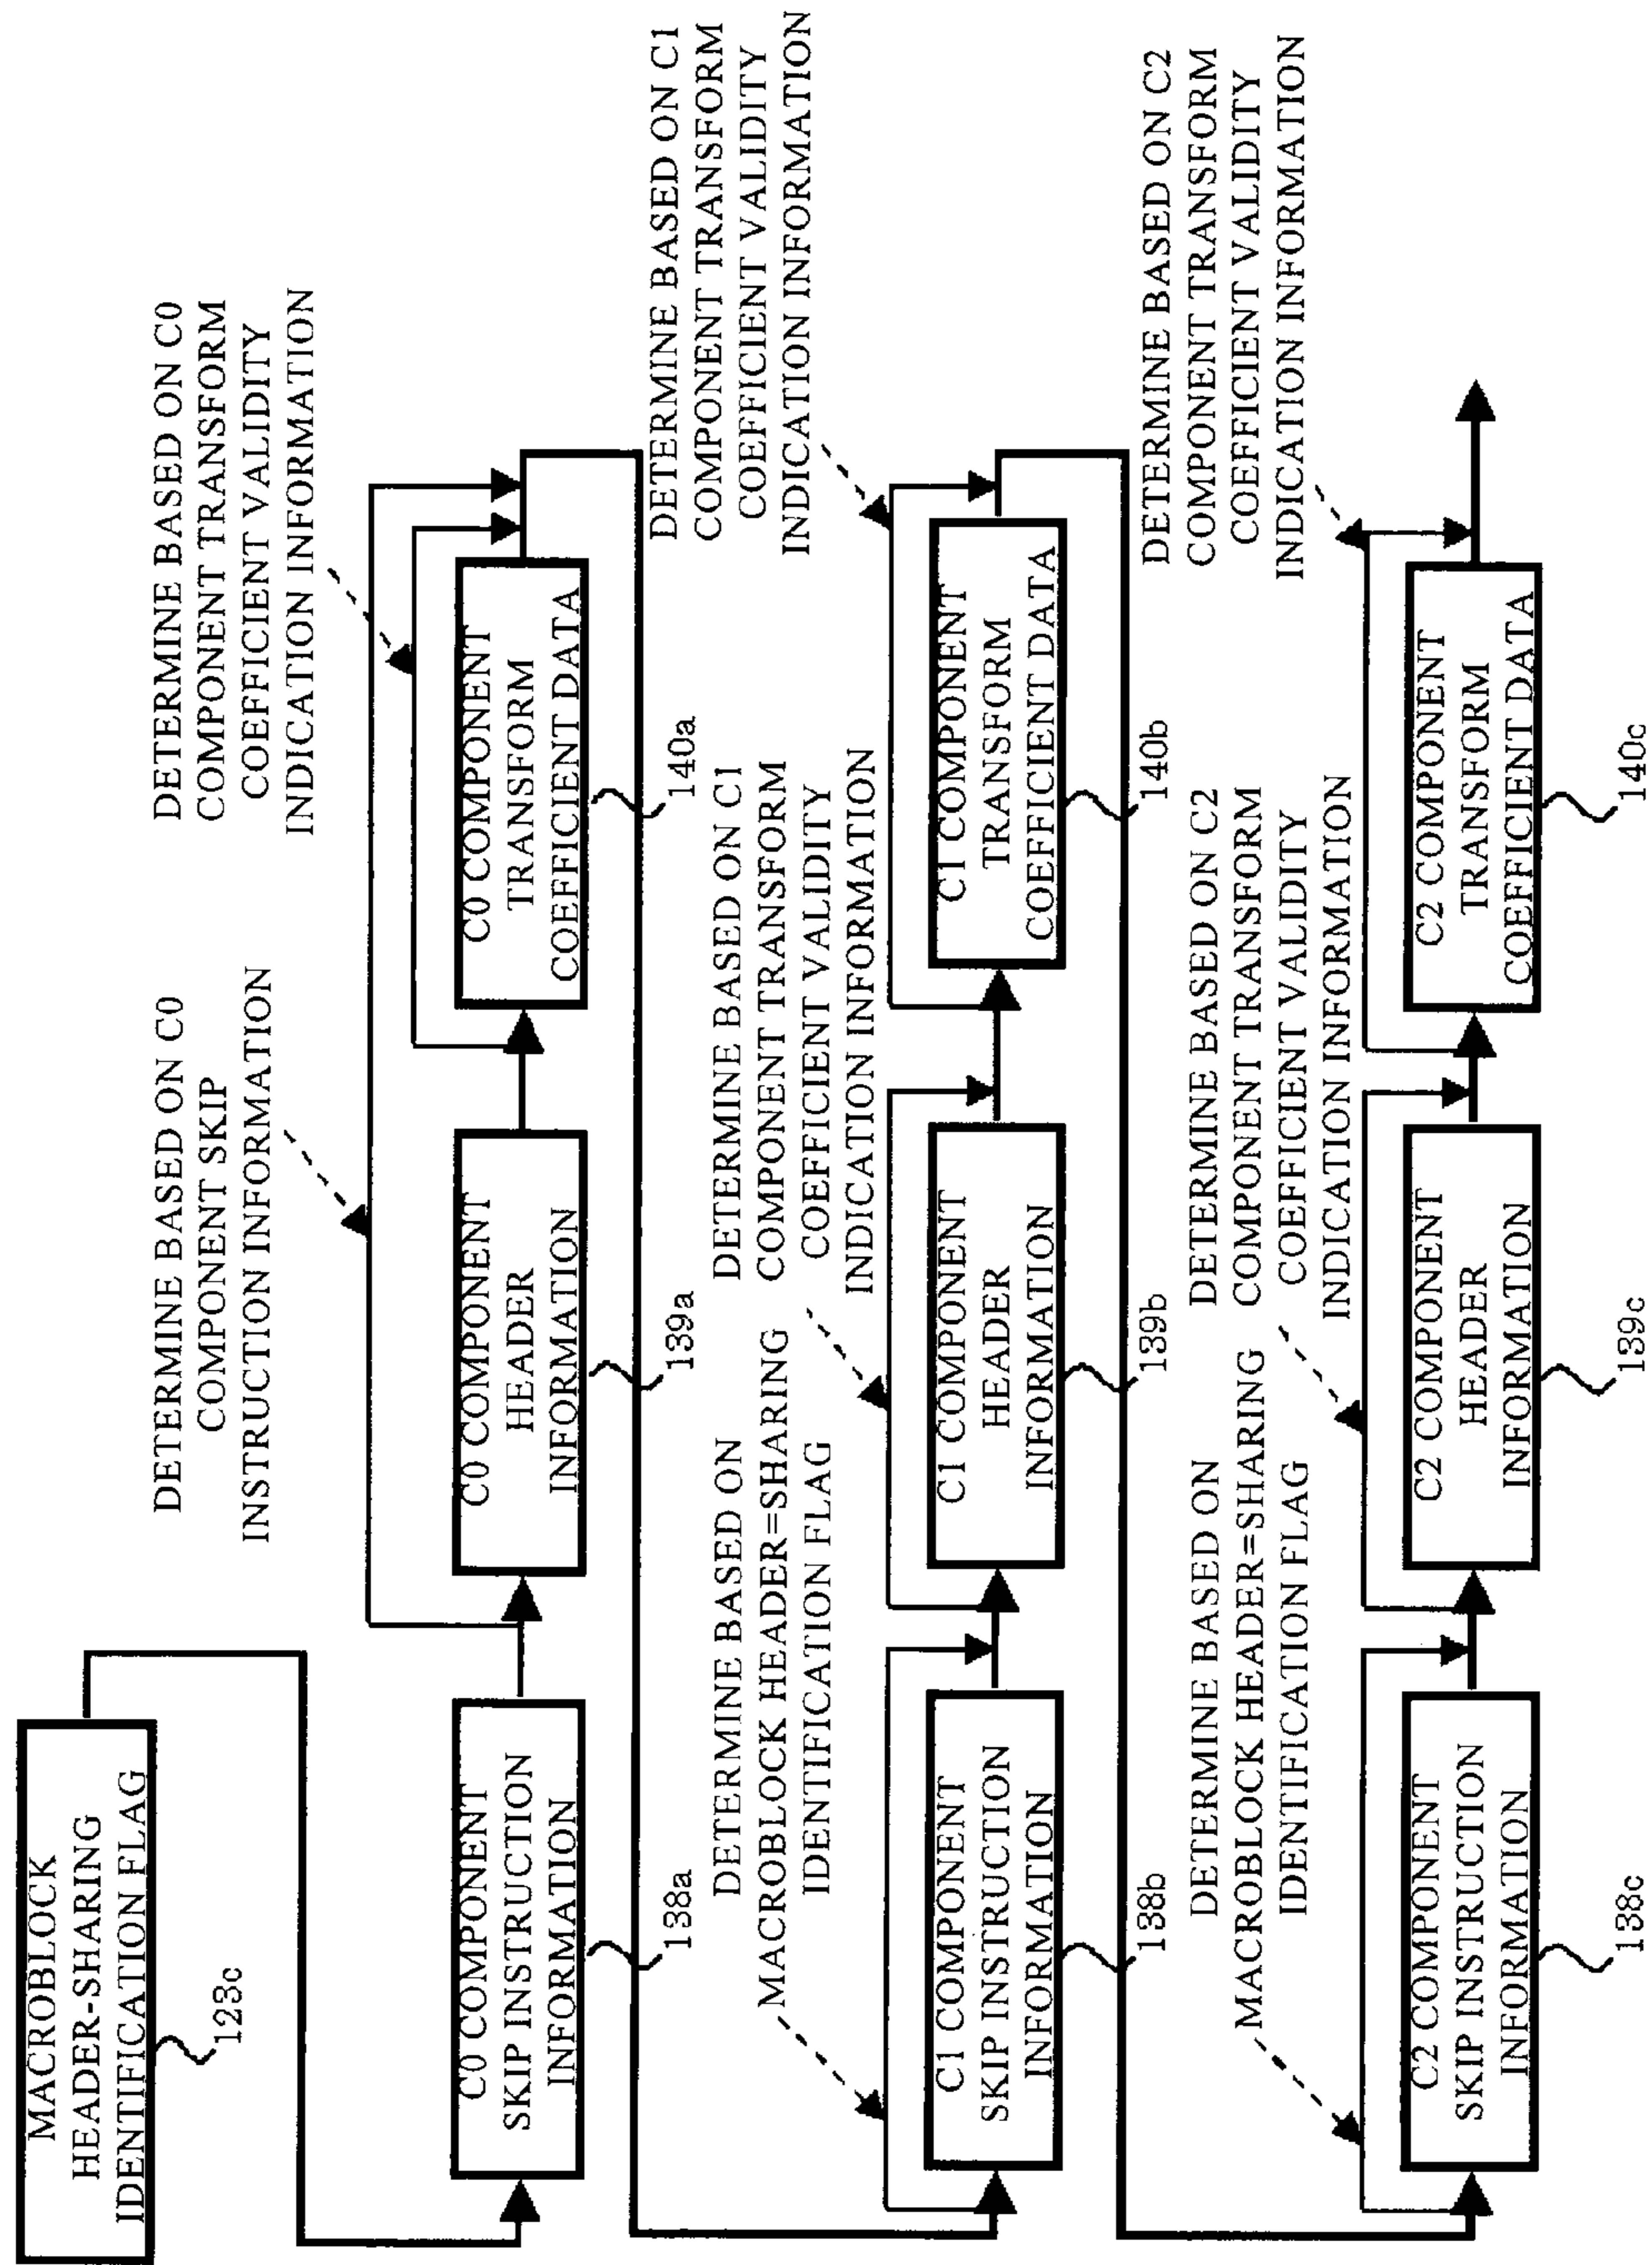 MACROBLOCK
HEADER-SHARING
IDENTIFICATION FLAG
123c
DETERMINE BASED ON C0
COMPONENT SKIP
INSTRUCTION INFORMATION
DETERMINE BASED ON C0
COMPONENT TRANSFORM
COEFFICIENT VALIDITY
INDICATION INFORMATION
C0 COMPONENT
SKIP INSTRUCTION
INFORMATION
138a
C0 COMPONENT
HEADER
INFORMATION
139a
C0 COMPONENT
TRANSFORM
COEFFICIENT DATA
140a
DETERMINE BASED ON
MACROBLOCK HEADER=SHARING
IDENTIFICATION FLAG
DETERMINE BASED ON C1
COMPONENT TRANSFORM
COEFFICIENT VALIDITY
INDICATION INFORMATION
DETERMINE BASED ON C1
COMPONENT TRANSFORM
COEFFICIENT VALIDITY
INDICATION INFORMATION
C1 COMPONENT
SKIP INSTRUCTION
INFORMATION
138b
C1 COMPONENT
HEADER
INFORMATION
139b
C1 COMPONENT
TRANSFORM
COEFFICIENT DATA
140b
DETERMINE BASED ON
MACROBLOCK HEADER=SHARING
IDENTIFICATION FLAG
DETERMINE BASED ON C2
COMPONENT TRANSFORM
COEFFICIENT VALIDITY
INDICATION INFORMATION
DETERMINE BASED ON C2
COMPONENT TRANSFORM
COEFFICIENT VALIDITY
INDICATION INFORMATION
C2 COMPONENT
SKIP INSTRUCTION
INFORMATION
138c
C2 COMPONENT
HEADER
INFORMATION
139c
C2 COMPONENT
TRANSFORM
COEFFICIENT DATA
140c